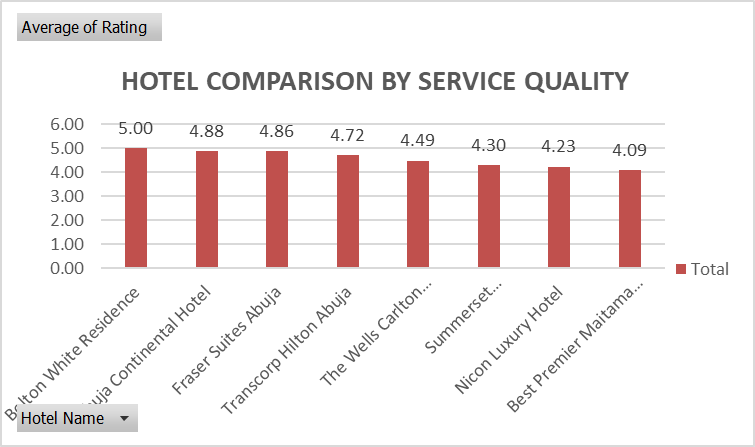 Average of Rating
HOTEL COMPARISON BY SERVICE QUALITY
6.00
5.00
4.00
3.00
2.00
1.00
0.00
5.00
4.88
4.86
4.72
4.49
4.30
4.23
4.09
Bolton White Residence
Continental Hotel
Fraser Suites Abuja
Transcorp Hilton Abuja
The Wells Carlton...
Summerset...
Nicon Luxury Hotel
Best Premier Maitama...
Total
Hotel Name